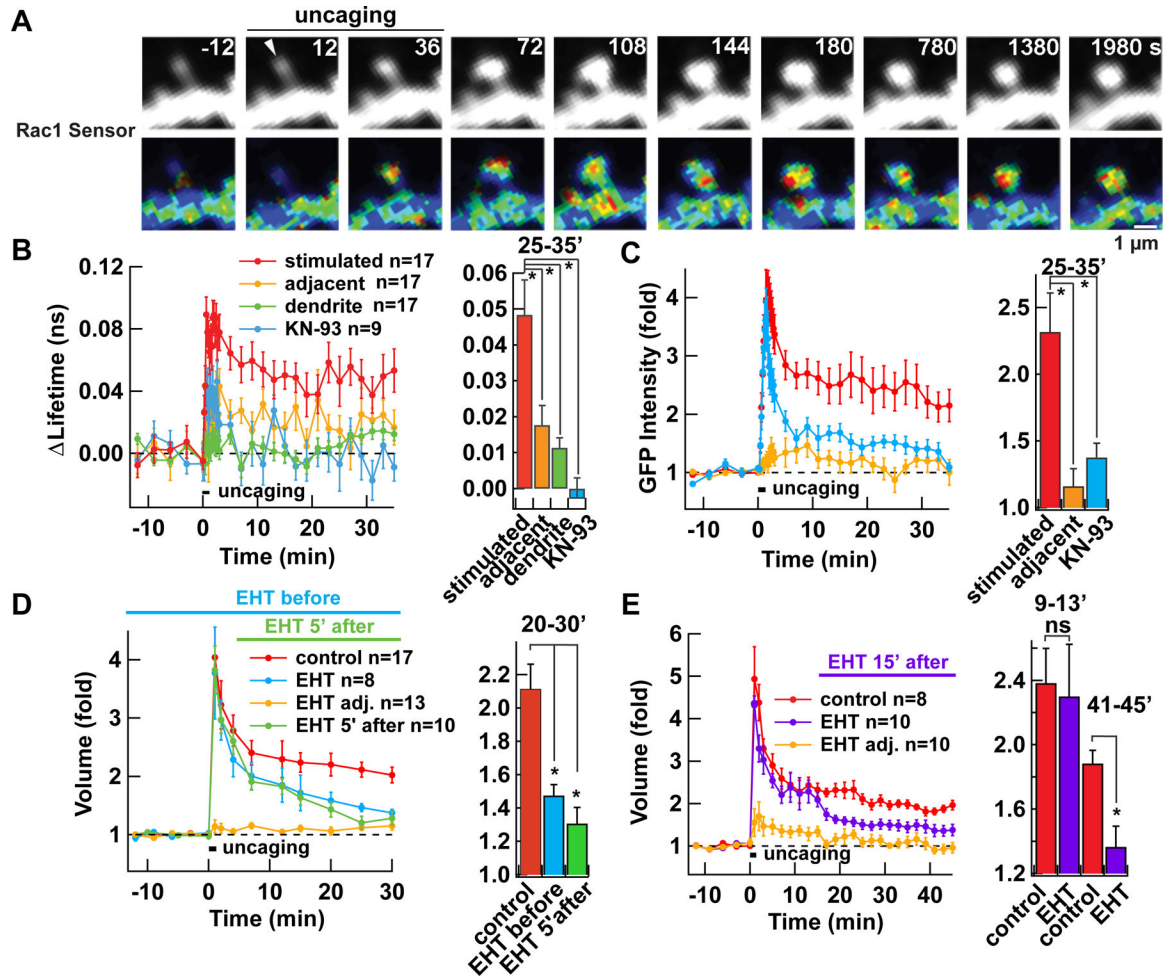 A
uncaging
-12 12 36 72 108 144 180 780 1380 1980 s
Rac1 Sensor
1 µm
B
0.12
0.08
0.04
0.00
ΔLifetime (ns)
stimulated n=17
adjacent n=17
dendrite n=17
KN-93 n=9
uncaging
-10 0 10 20 30
Time (min)
25-35’
* * *
0.06
0.05
0.04
0.03
0.02
0.01
0.00
stimulated
adjacent
dendrite
KN-93
C
4
3
2
1
GFP Intensity (fold)
uncaging
-10 0 10 20 30
Time (min)
25-35’
* *
2.5
2.0
1.5
1.0
stimulated
adjacent
KN-93
D
EHT before
EHT 5’ after
5
4
3
2
1
Volume (fold)
control n=17
EHT n=8
EHT adj. n=13
EHT 5' after n=10
uncaging
-10 0 10 20 30
Time (min)
20-30’
* *
2.2
2.0
1.8
1.6
1.4
1.2
1.0
control
EHT before
EHT 5’ after
E
EHT 15’ after
6
5
4
3
2
1
Volume (fold)
control n=8
EHT n=10
EHT adj. n=10
uncaging
-10 0 10 20 30 40
Time (min)
9-13’
ns
41-45’
*
2.4
2.0
1.6
1.2
control
EHT
control
EHT